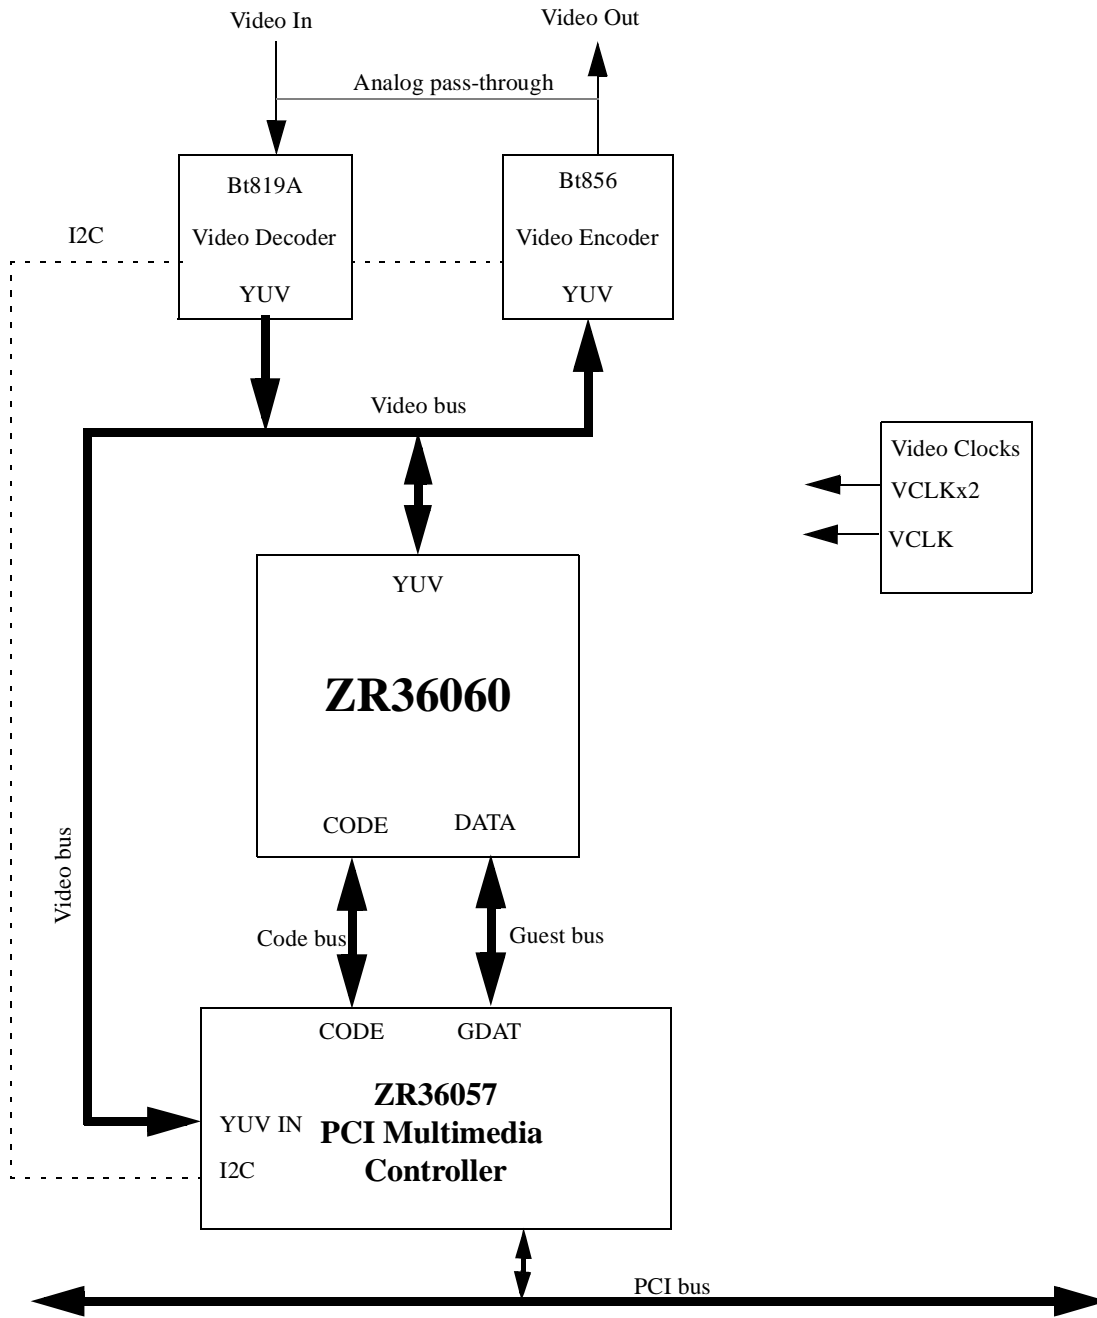 Video In
Video Out
Analog pass-through
Bt819A
Video Decoder
YUV
Bt856
Video Encoder
YUV
I2C
Video bus
Video Clocks
VCLKx2
VCLK
YUV
ZR36060
CODE
DATA
Video bus
Code bus
Guest bus
CODE
GDAT
ZR36057
PCI Multimedia
Controller
YUV IN
I2C
PCI bus